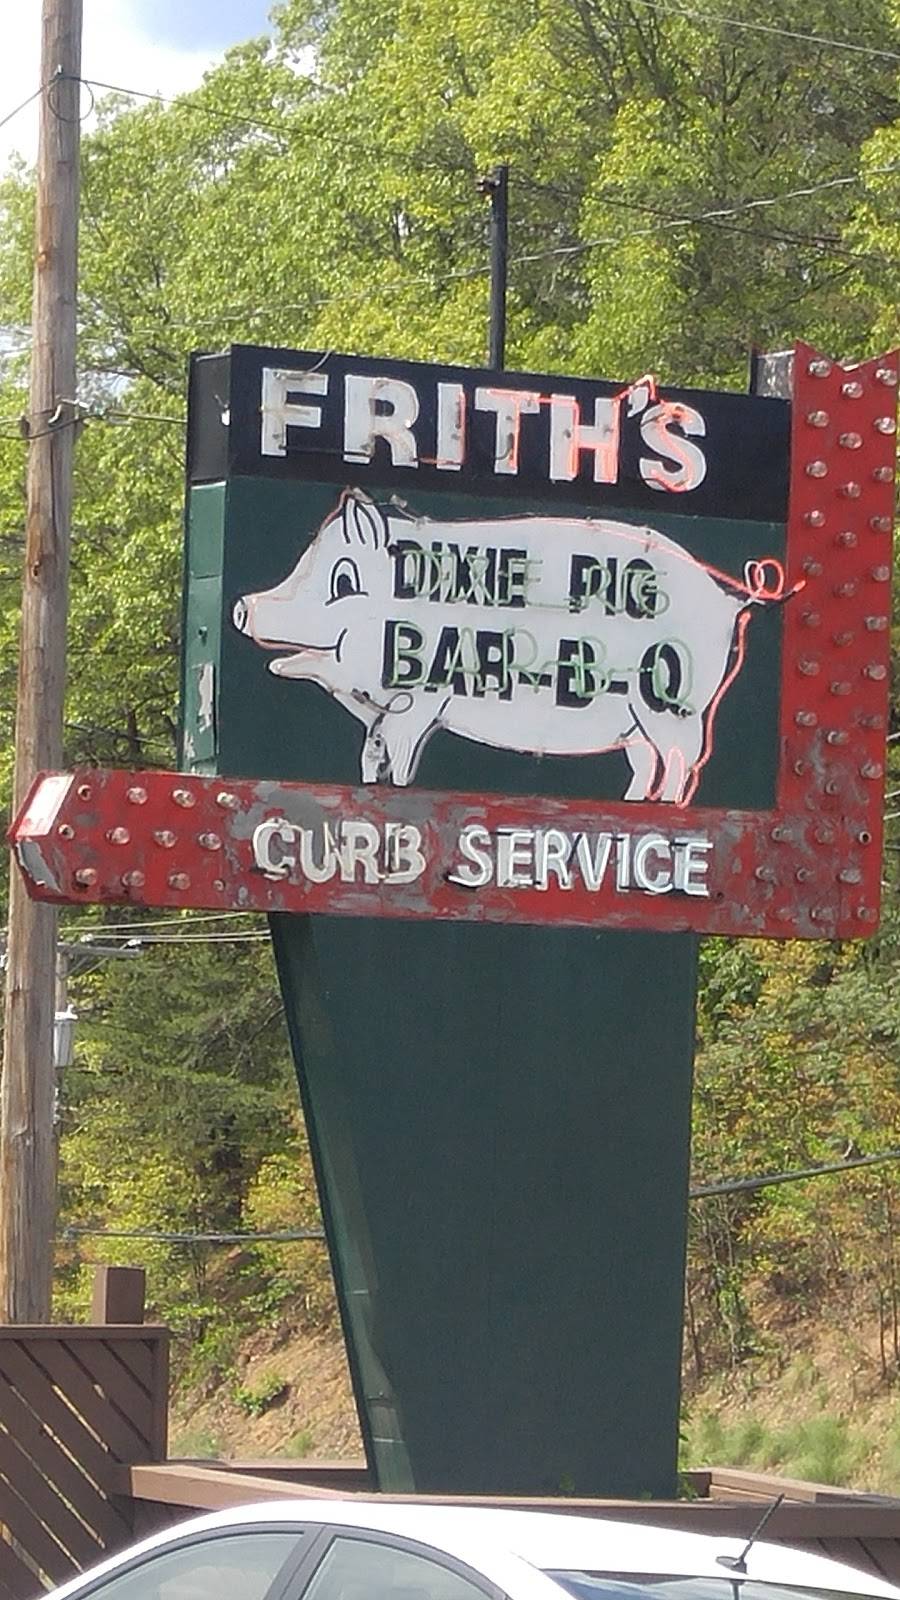 FRITH'S
DIXIE PIG
BAR-B-Q
CURB SERVICE